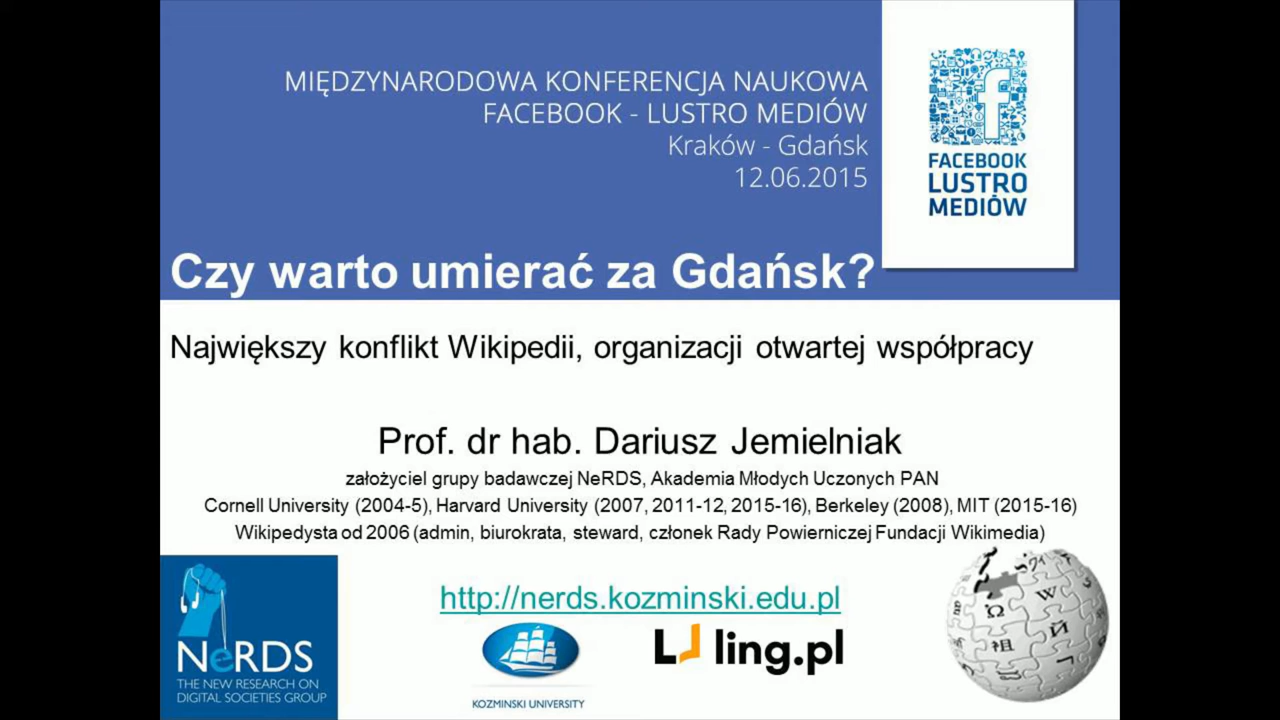 MIĘDZYNARODOWA KONFERENCJA NAUKOWA
FACEBOOK - LUSTRO MEDIÓW
Kraków - Gdańsk
12.06.2015
FACEBOOK
LUSTRO
MEDIÓW
Czy warto umierać za Gdańsk?
Największy konflikt Wikipedii, organizacji otwartej współpracy
Prof. dr hab. Dariusz Jemielniak
założyciel grupy badawczej NeRDS, Akademia Młodych Uczonych PAN
Cornell University (2004-5), Harvard University (2007, 2011-12, 2015-16), Berkeley (2008), MIT (2015-16)
Wikipedysta od 2006 (admin, biurokrata, steward, członek Rady Powierniczej Fundacji Wikimedia)
http://nerds.kozminski.edu.pl
NeRDS
THE NEW RESEARCH ON
DIGITAL SOCIETIES GROUP
KOZMINSKI UNIVERSITY
ling.pl
Ω W
祖 И